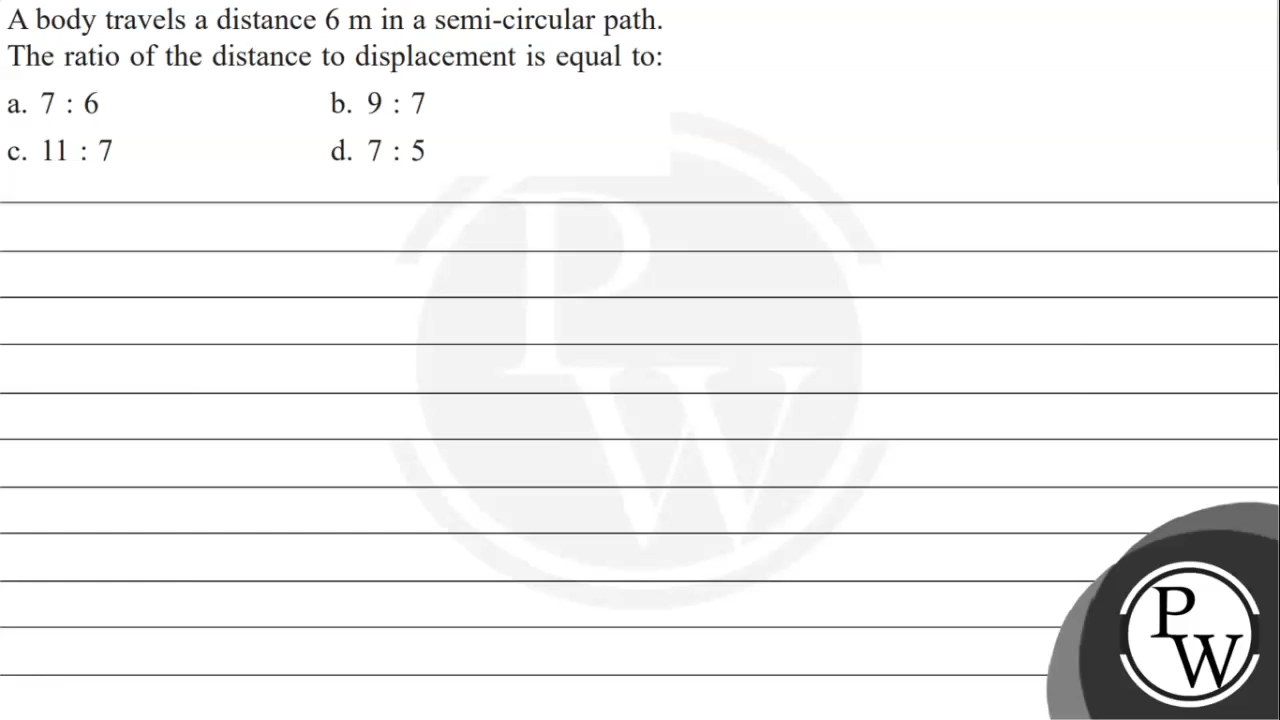 A body travels a distance 6 m in a semi-circular path.
The ratio of the distance to displacement is equal to:
a. 7 : 6 b. 9 : 7
c. 11 : 7 d. 7 : 5
PW
PW